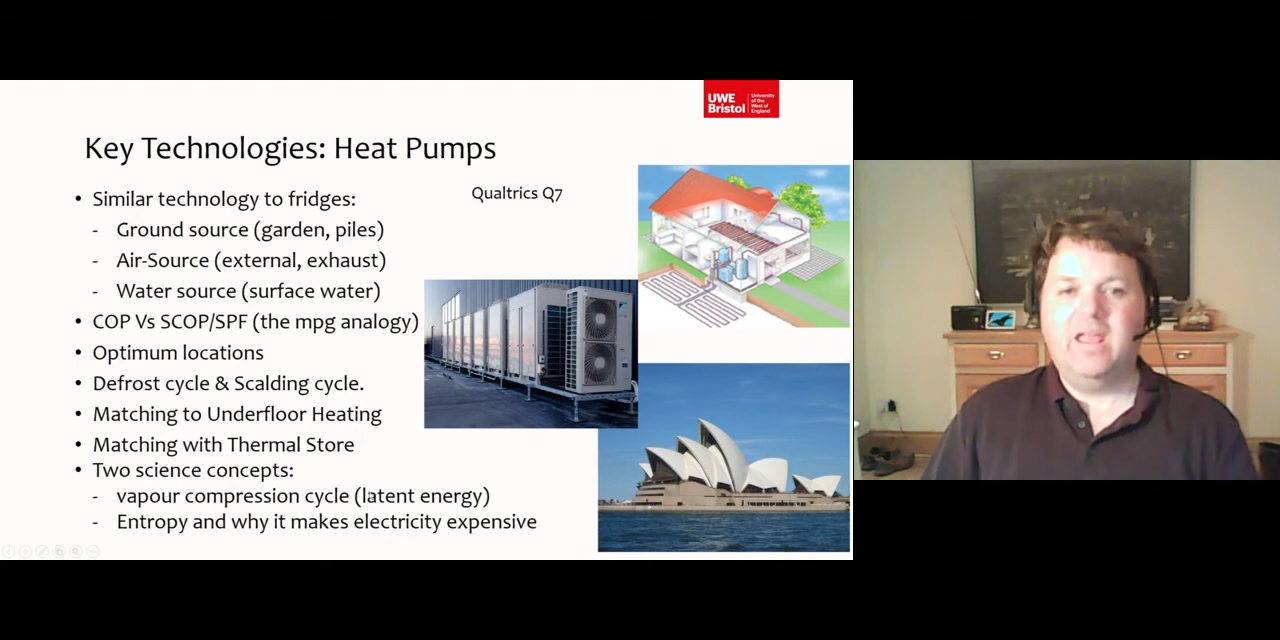 UWE
Bristol
University
of the
West of
England
Key Technologies: Heat Pumps
Qualtrics Q7
• Similar technology to fridges:
- Ground source (garden, piles)
- Air-Source (external, exhaust)
- Water source (surface water)
• COP Vs SCOP/SPF (the mpg analogy)
• Optimum locations
• Defrost cycle & Scalding cycle.
• Matching to Underfloor Heating
• Matching with Thermal Store
• Two science concepts:
- vapour compression cycle (latent energy)
- Entropy and why it makes electricity expensive